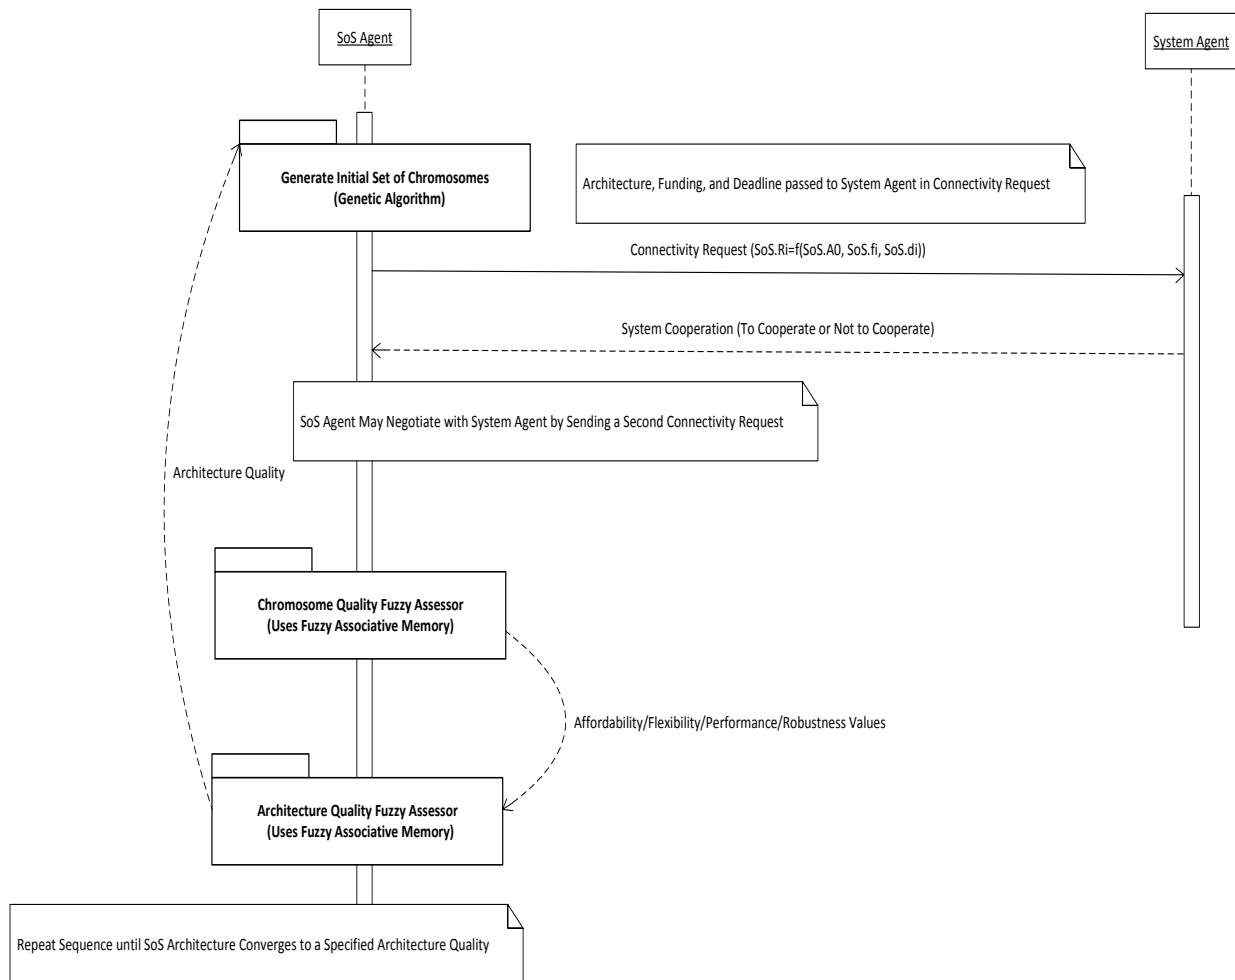 SoS Agent
System Agent
Generate Initial Set of Chromosomes
(Genetic Algorithm)
Architecture, Funding, and Deadline passed to System Agent in Connectivity Request
Connectivity Request (SoS.Ri=f(SoS.A0, SoS.fi, SoS.di))
System Cooperation (To Cooperate or Not to Cooperate)
SoS Agent May Negotiate with System Agent by Sending a Second Connectivity Request
Architecture Quality
Chromosome Quality Fuzzy Assessor
(Uses Fuzzy Associative Memory)
Affordability/Flexibility/Performance/Robustness Values
Architecture Quality Fuzzy Assessor
(Uses Fuzzy Associative Memory)
Repeat Sequence until SoS Architecture Converges to a Specified Architecture Quality